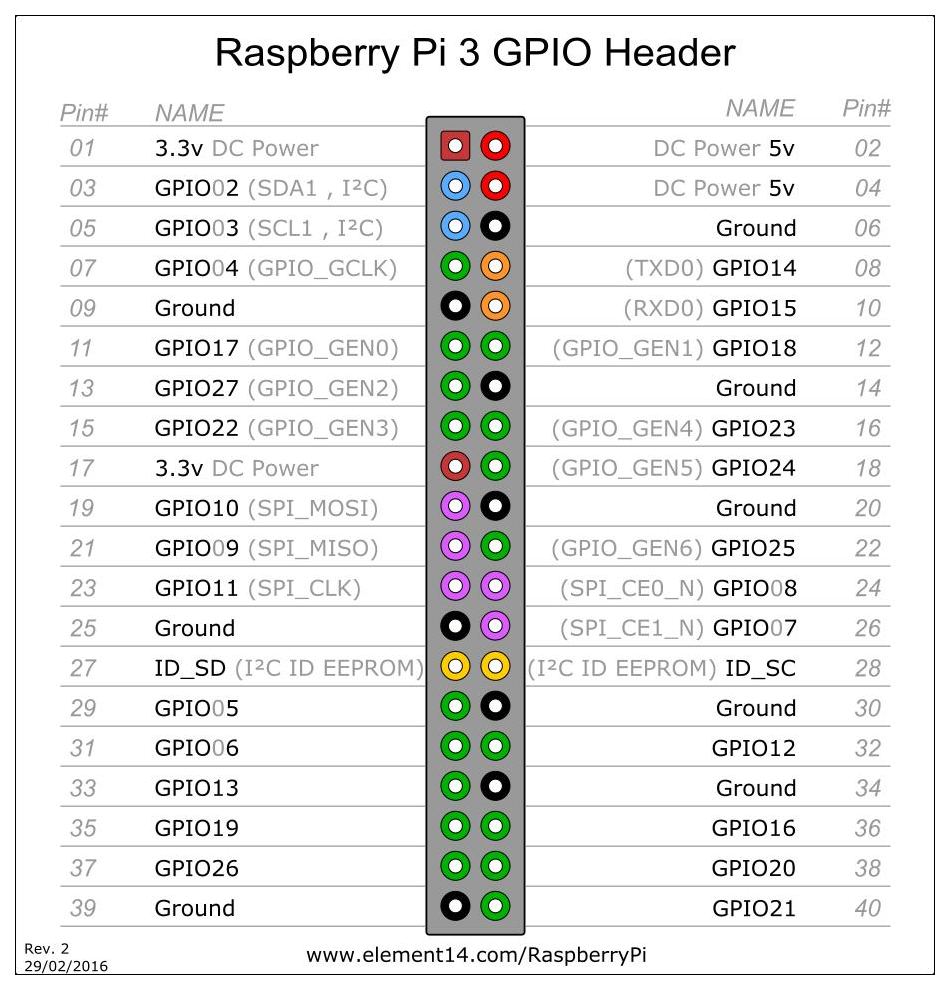 Raspberry Pi 3 GPIO Header
Pin# NAME NAME Pin#
01 3.3v DC Power DC Power 5v 02
03 GPIO02 (SDA1 , I²C) DC Power 5v 04
05 GPIO03 (SCL1 , I²C) Ground 06
07 GPIO04 (GPIO_GCLK) (TXD0) GPIO14 08
09 Ground (RXD0) GPIO15 10
11 GPIO17 (GPIO_GEN0) (GPIO_GEN1) GPIO18 12
13 GPIO27 (GPIO_GEN2) Ground 14
15 GPIO22 (GPIO_GEN3) (GPIO_GEN4) GPIO23 16
17 3.3v DC Power (GPIO_GEN5) GPIO24 18
19 GPIO10 (SPI_MOSI) Ground 20
21 GPIO09 (SPI_MISO) (GPIO_GEN6) GPIO25 22
23 GPIO11 (SPI_CLK) (SPI_CE0_N) GPIO08 24
25 Ground (SPI_CE1_N) GPIO07 26
27 ID_SD (I²C ID EEPROM) (I²C ID EEPROM) ID_SC 28
29 GPIO05 Ground 30
31 GPIO06 GPIO12 32
33 GPIO13 Ground 34
35 GPIO19 GPIO16 36
37 GPIO26 GPIO20 38
39 Ground GPIO21 40
Rev. 2
29/02/2016
www.element14.com/RaspberryPi